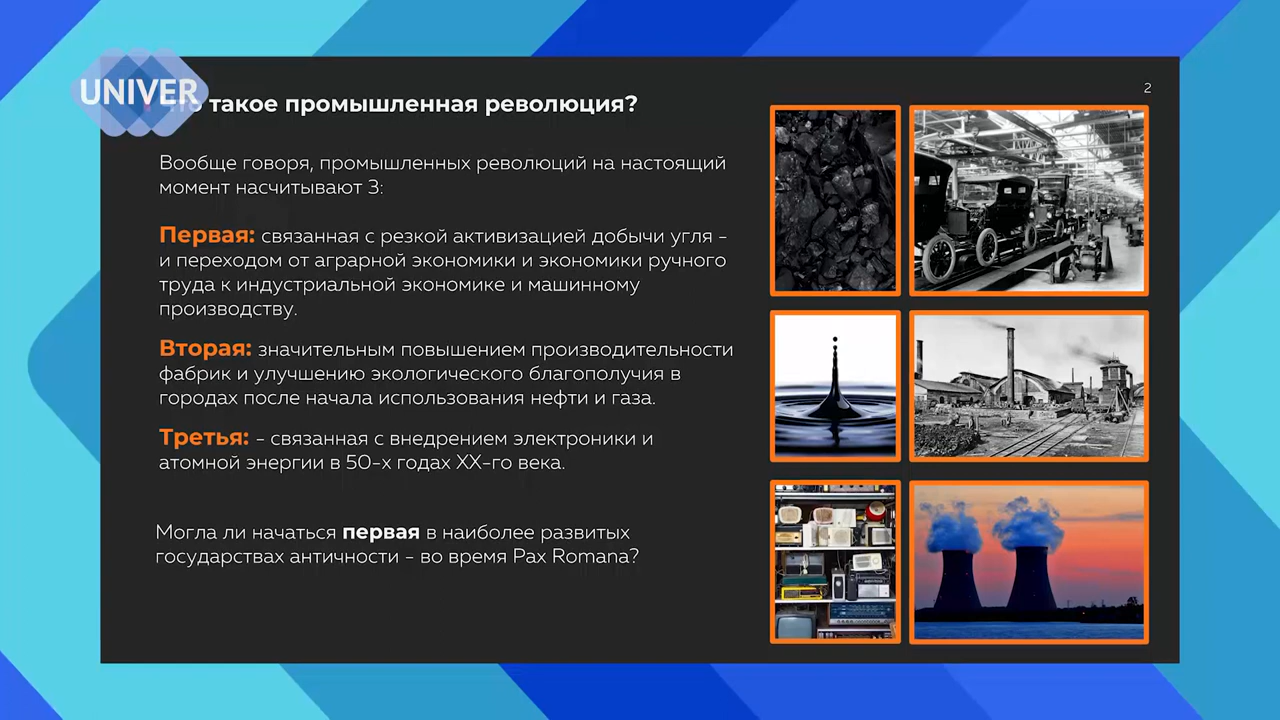 UNIVER
такое промышленная революция?
2
Вообще говоря, промышленных революций на настоящий
момент насчитывают 3:
Первая: связанная с резкой активизацией добычи угля -
и переходом от аграрной экономики и экономики ручного
труда к индустриальной экономике и машинному
производству.
Вторая: значительным повышением производительности
фабрик и улучшению экологического благополучия в
городах после начала использования нефти и газа.
Третья: - связанная с внедрением электроники и
атомной энергии в 50-х годах XX-го века.
Могла ли начаться первая в наиболее развитых
государствах античности - во время Pax Romana?